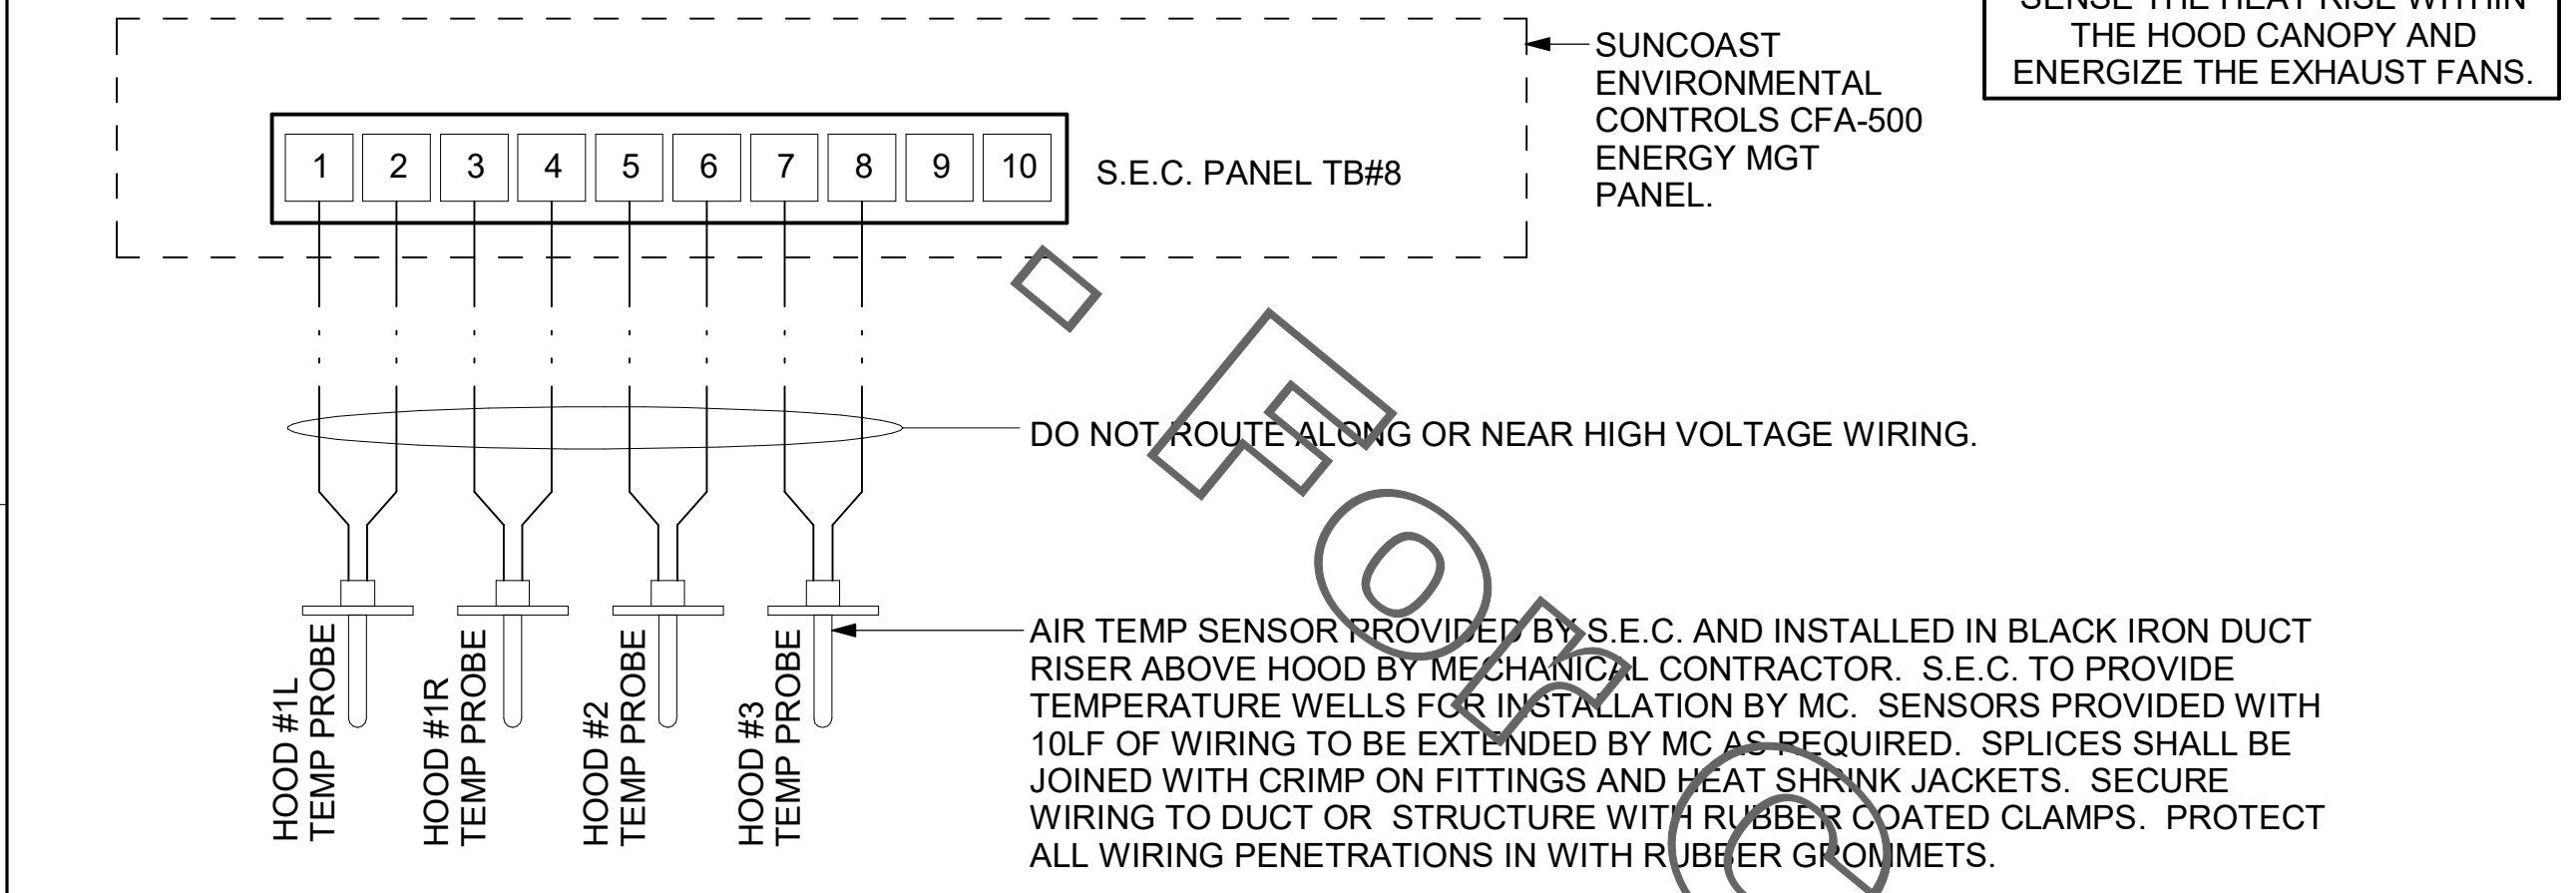 SENSE THE HEAT RISE WITHIN
THE HOOD CANOPY AND
ENERGIZE THE EXHAUST FANS.
SUNCOAST
ENVIRONMENTAL
CONTROLS CFA-500
ENERGY MGT
PANEL.
1 2 3 4 5 6 7 8 9 10
S.E.C. PANEL TB#8
DO NOT ROUTE ALONG OR NEAR HIGH VOLTAGE WIRING.
HOOD #1L
TEMP PROBE
HOOD #1R
TEMP PROBE
HOOD #2
TEMP PROBE
HOOD #3
TEMP PROBE
AIR TEMP SENSOR PROVIDED BY S.E.C. AND INSTALLED IN BLACK IRON DUCT
RISER ABOVE HOOD BY MECHANICAL CONTRACTOR. S.E.C. TO PROVIDE
TEMPERATURE WELLS FOR INSTALLATION BY MC. SENSORS PROVIDED WITH
10LF OF WIRING TO BE EXTENDED BY MC AS REQUIRED. SPLICES SHALL BE
JOINED WITH CRIMP ON FITTINGS AND HEAT SHRINK JACKETS. SECURE
WIRING TO DUCT OR STRUCTURE WITH RUBBER COATED CLAMPS. PROTECT
ALL WIRING PENETRATIONS IN WITH RUBBER GROMMETS.
- For